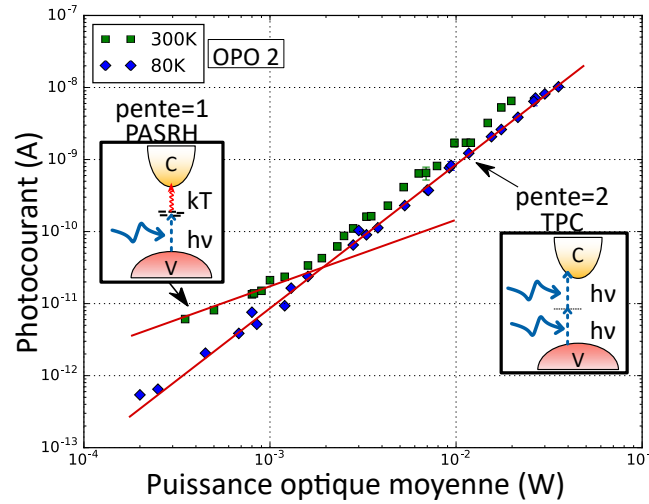 10⁻⁷
10⁻⁸
10⁻⁹
10⁻¹⁰
10⁻¹¹
10⁻¹²
10⁻¹³
Photocourant (A)
300K
80K
OPO 2
pente=1
PASRH
C
kT
hν
V
pente=2
TPC
C
hν
hν
V
10⁻⁴
10⁻³
10⁻²
Puissance optique moyenne (W)